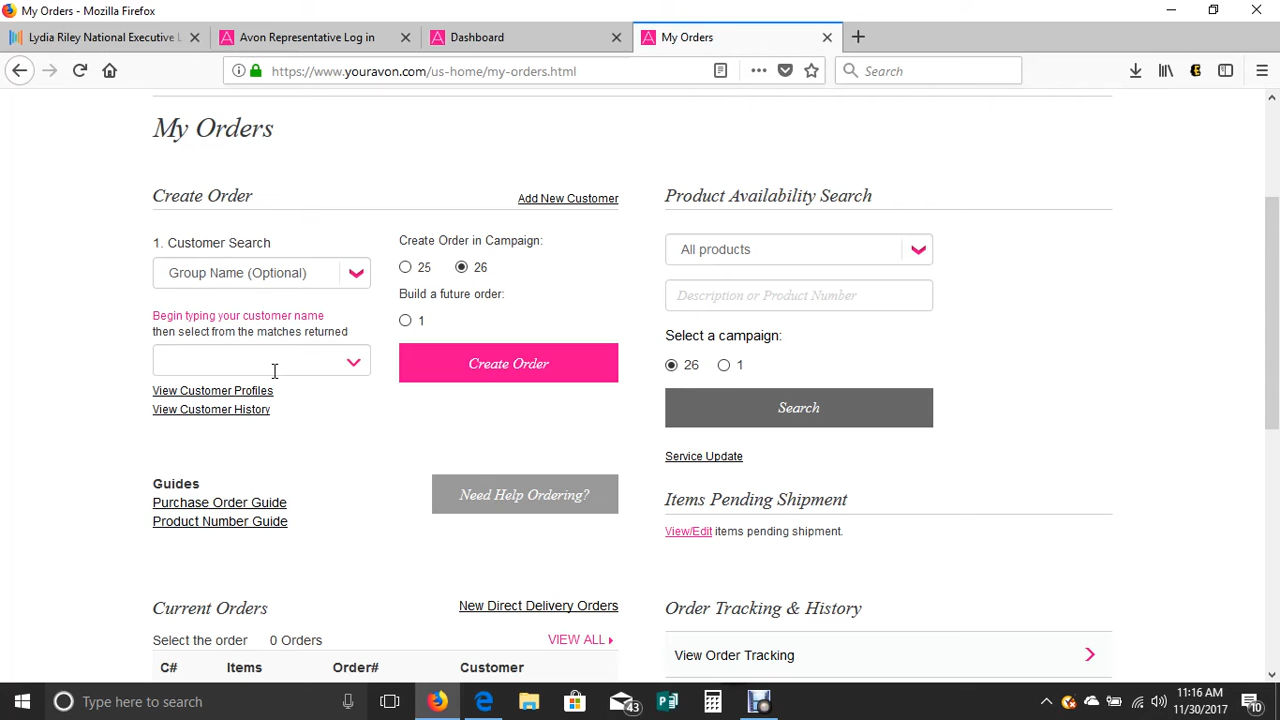 My Orders - Mozilla Firefox
Lydia Riley National Executive L
Avon Representative Log in
Dashboard
My Orders
https://www.youravon.com/us-home/my-orders.html
Search
My Orders
Create Order
Add New Customer
1. Customer Search
Group Name (Optional)
Begin typing your customer name
then select from the matches returned
View Customer Profiles
View Customer History
Create Order in Campaign:
25
26
Build a future order:
1
Create Order
Guides
Purchase Order Guide
Product Number Guide
Need Help Ordering?
Current Orders
New Direct Delivery Orders
Select the order 0 Orders
VIEW ALL
C# Items Order# Customer
Product Availability Search
All products
Description or Product Number
Select a campaign:
26 1
Search
Service Update
Items Pending Shipment
View/Edit items pending shipment.
Order Tracking & History
View Order Tracking
Type here to search
43
11:16 AM
11/30/2017
10